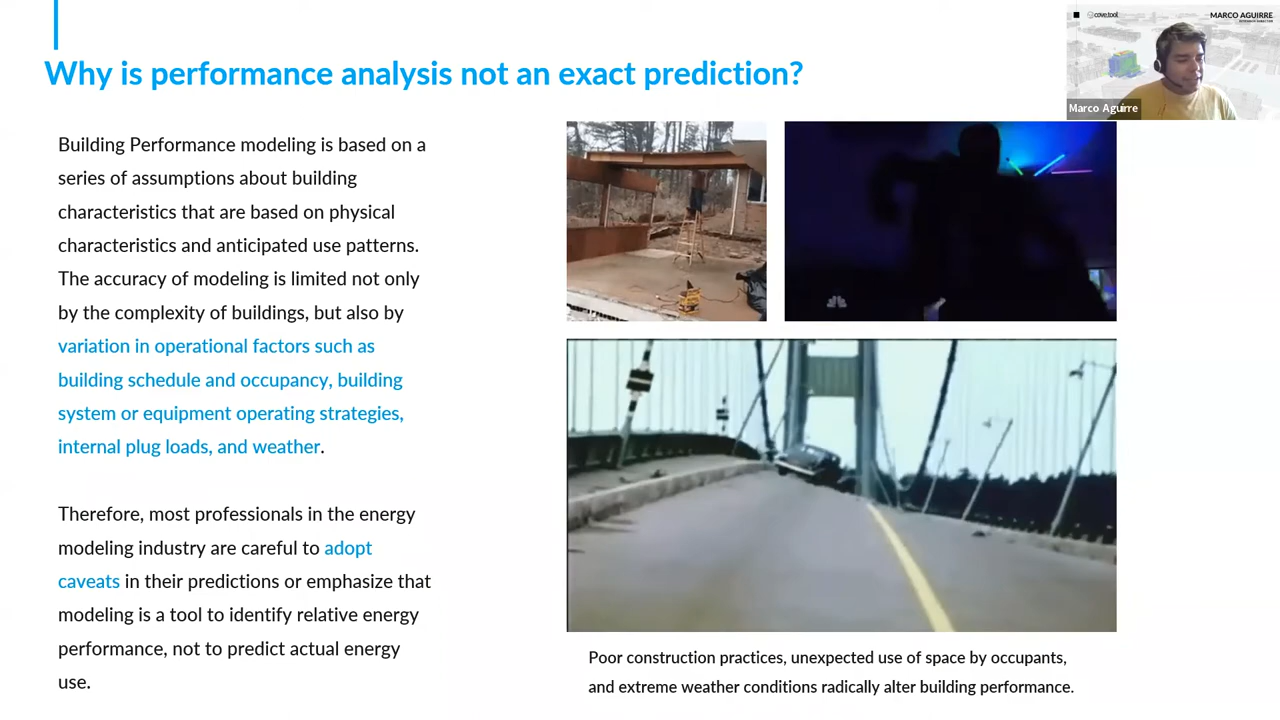 Why is performance analysis not an exact prediction?
cove.tool
MARCO AGUIRRE
Marco Aguirre
Building Performance modeling is based on a
series of assumptions about building
characteristics that are based on physical
characteristics and anticipated use patterns.
The accuracy of modeling is limited not only
by the complexity of buildings, but also by
variation in operational factors such as
building schedule and occupancy, building
system or equipment operating strategies,
internal plug loads, and weather.
Therefore, most professionals in the energy
modeling industry are careful to adopt
caveats in their predictions or emphasize that
modeling is a tool to identify relative energy
performance, not to predict actual energy
use.
Poor construction practices, unexpected use of space by occupants,
and extreme weather conditions radically alter building performance.